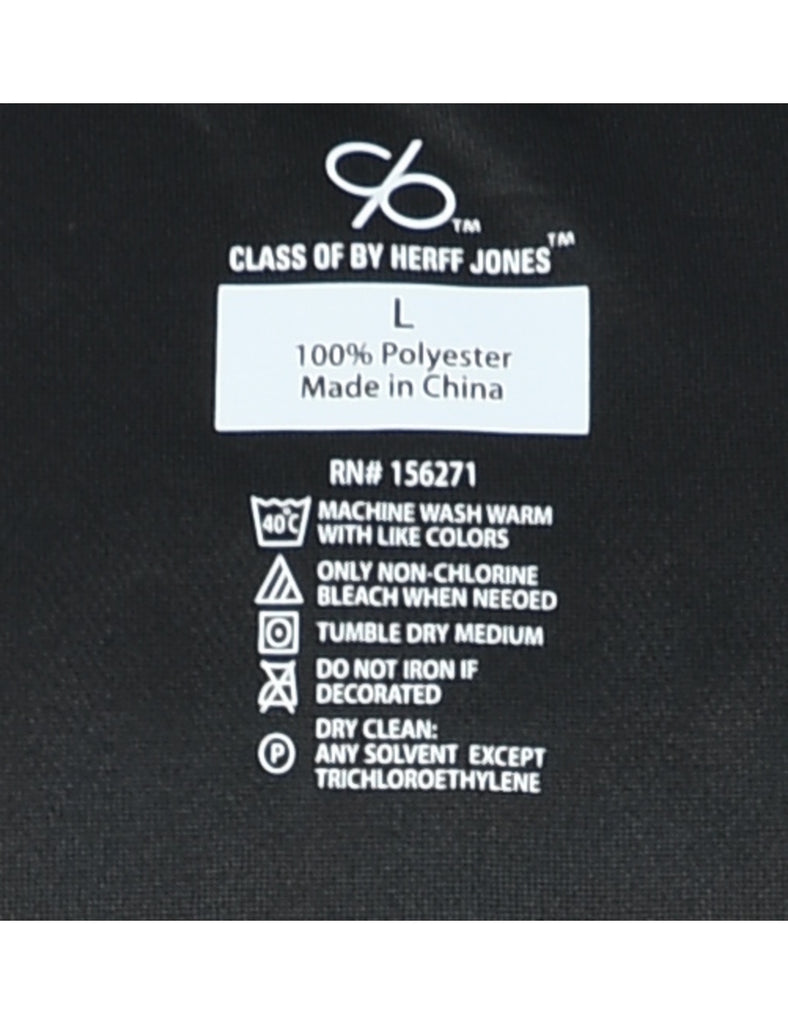 TM
CLASS OF BY HERFF JONES™
L
100% Polyester
Made in China
RN# 156271
40°C MACHINE WASH WARM
WITH LIKE COLORS
ONLY NON-CHLORINE
BLEACH WHEN NEEOED
TUMBLE DRY MEDIUM
DO NOT IRON IF
DECORATED
DRY CLEAN:
P ANY SOLVENT EXCEPT
TRICHLOROETHYLENE